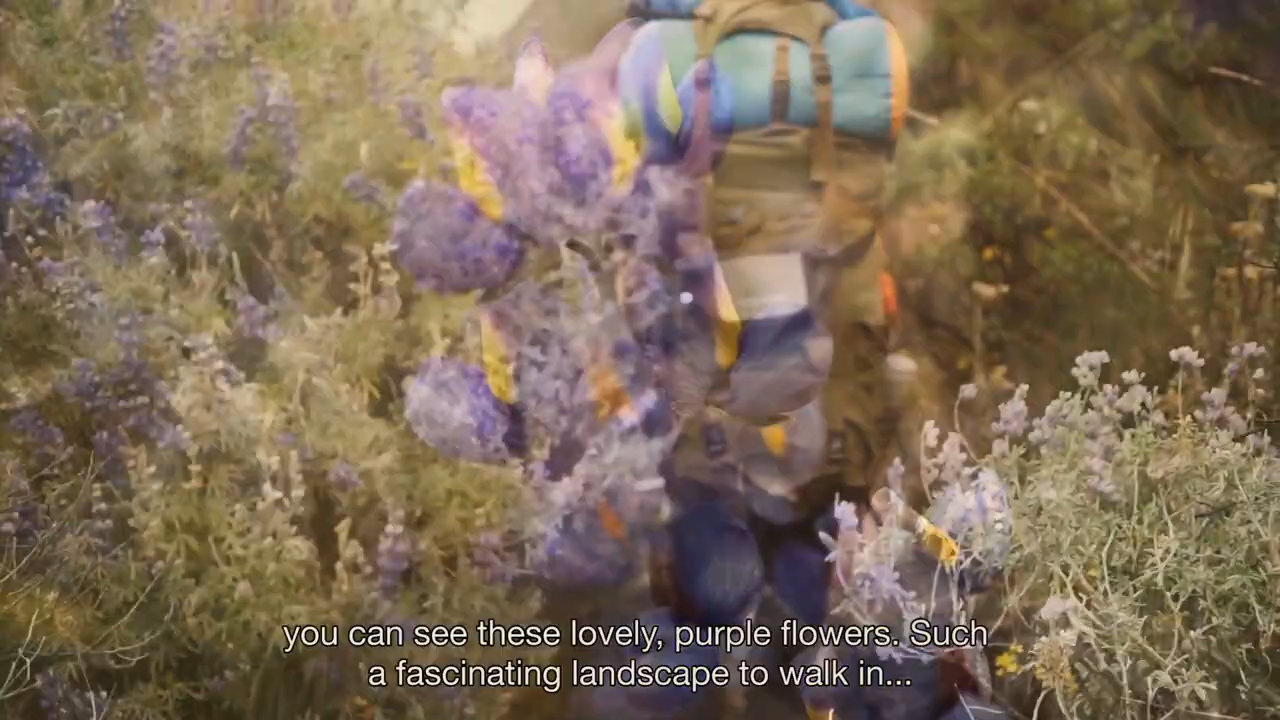 you can see these lovely, purple flowers. Such
a fascinating landscape to walk in...